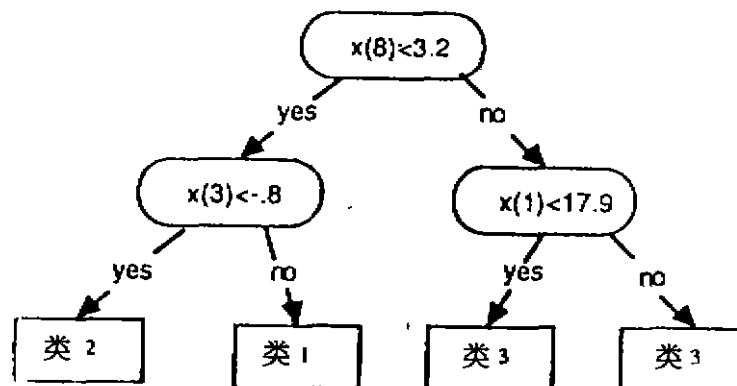 x(8)<3.2
yes
no
x(3)<-.8
x(1)<17.9
yes
no
yes
no
类 2
类 1
类 3
类 3